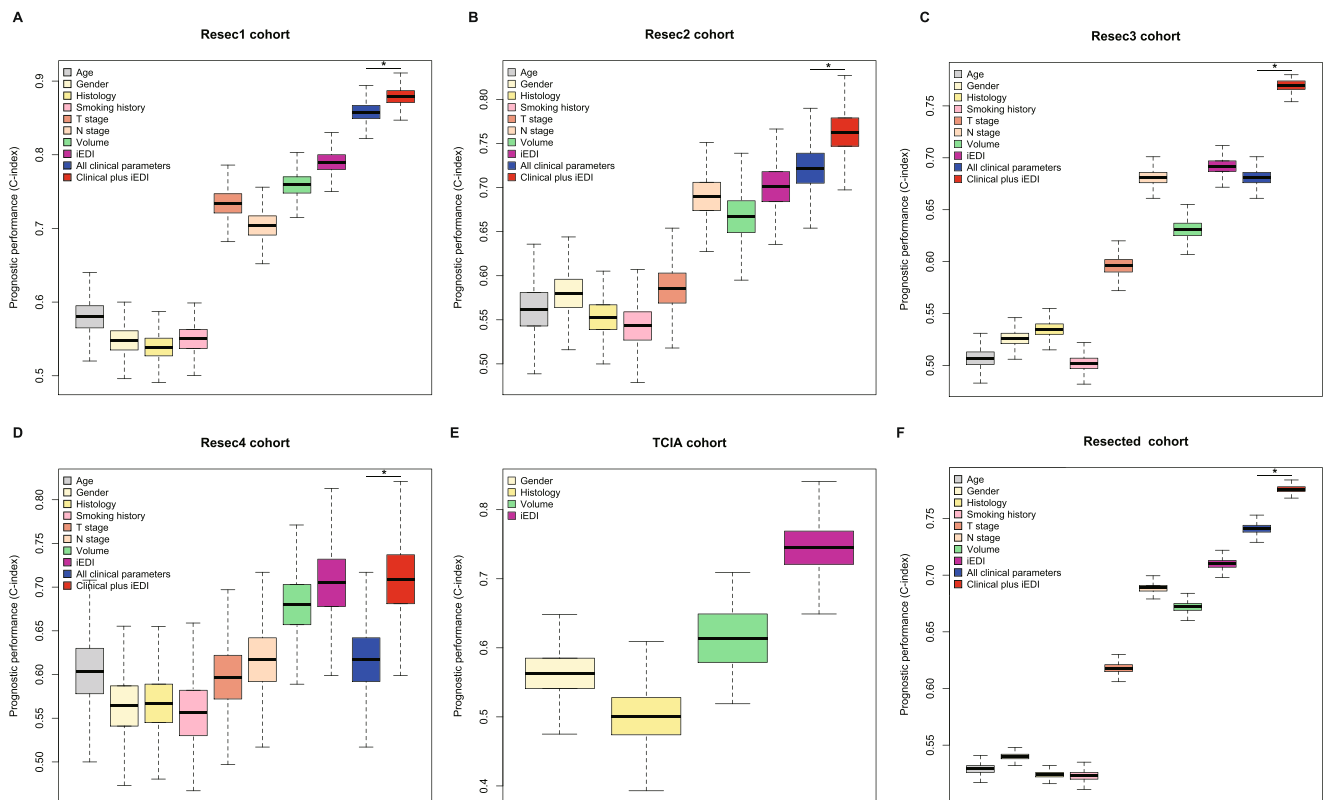 A
Resec1 cohort
Prognostic performance (C-index)
0.9
0.8
0.7
0.6
0.5
Age
Gender
Histology
Smoking history
T stage
N stage
Volume
iEDI
All clinical parameters
Clinical plus iEDI
*
B
Resec2 cohort
Prognostic performance (C-index)
0.80
0.75
0.70
0.65
0.60
0.55
0.50
Age
Gender
Histology
Smoking history
T stage
N stage
Volume
iEDI
All clinical parameters
Clinical plus iEDI
*
C
Resec3 cohort
Prognostic performance (C-index)
0.75
0.70
0.65
0.60
0.55
0.50
Age
Gender
Histology
Smoking history
T stage
N stage
Volume
iEDI
All clinical parameters
Clinical plus iEDI
*
D
Resec4 cohort
Prognostic performance (C-index)
0.80
0.75
0.70
0.65
0.60
0.55
0.50
Age
Gender
Histology
Smoking history
T stage
N stage
Volume
iEDI
All clinical parameters
Clinical plus iEDI
*
E
TCIA cohort
Prognostic performance (C-index)
0.8
0.7
0.6
0.5
0.4
Gender
Histology
Volume
iEDI
F
Resected cohort
Prognostic performance (C-index)
0.75
0.70
0.65
0.60
0.55
Age
Gender
Histology
Smoking history
T stage
N stage
Volume
iEDI
All clinical parameters
Clinical plus iEDI
*